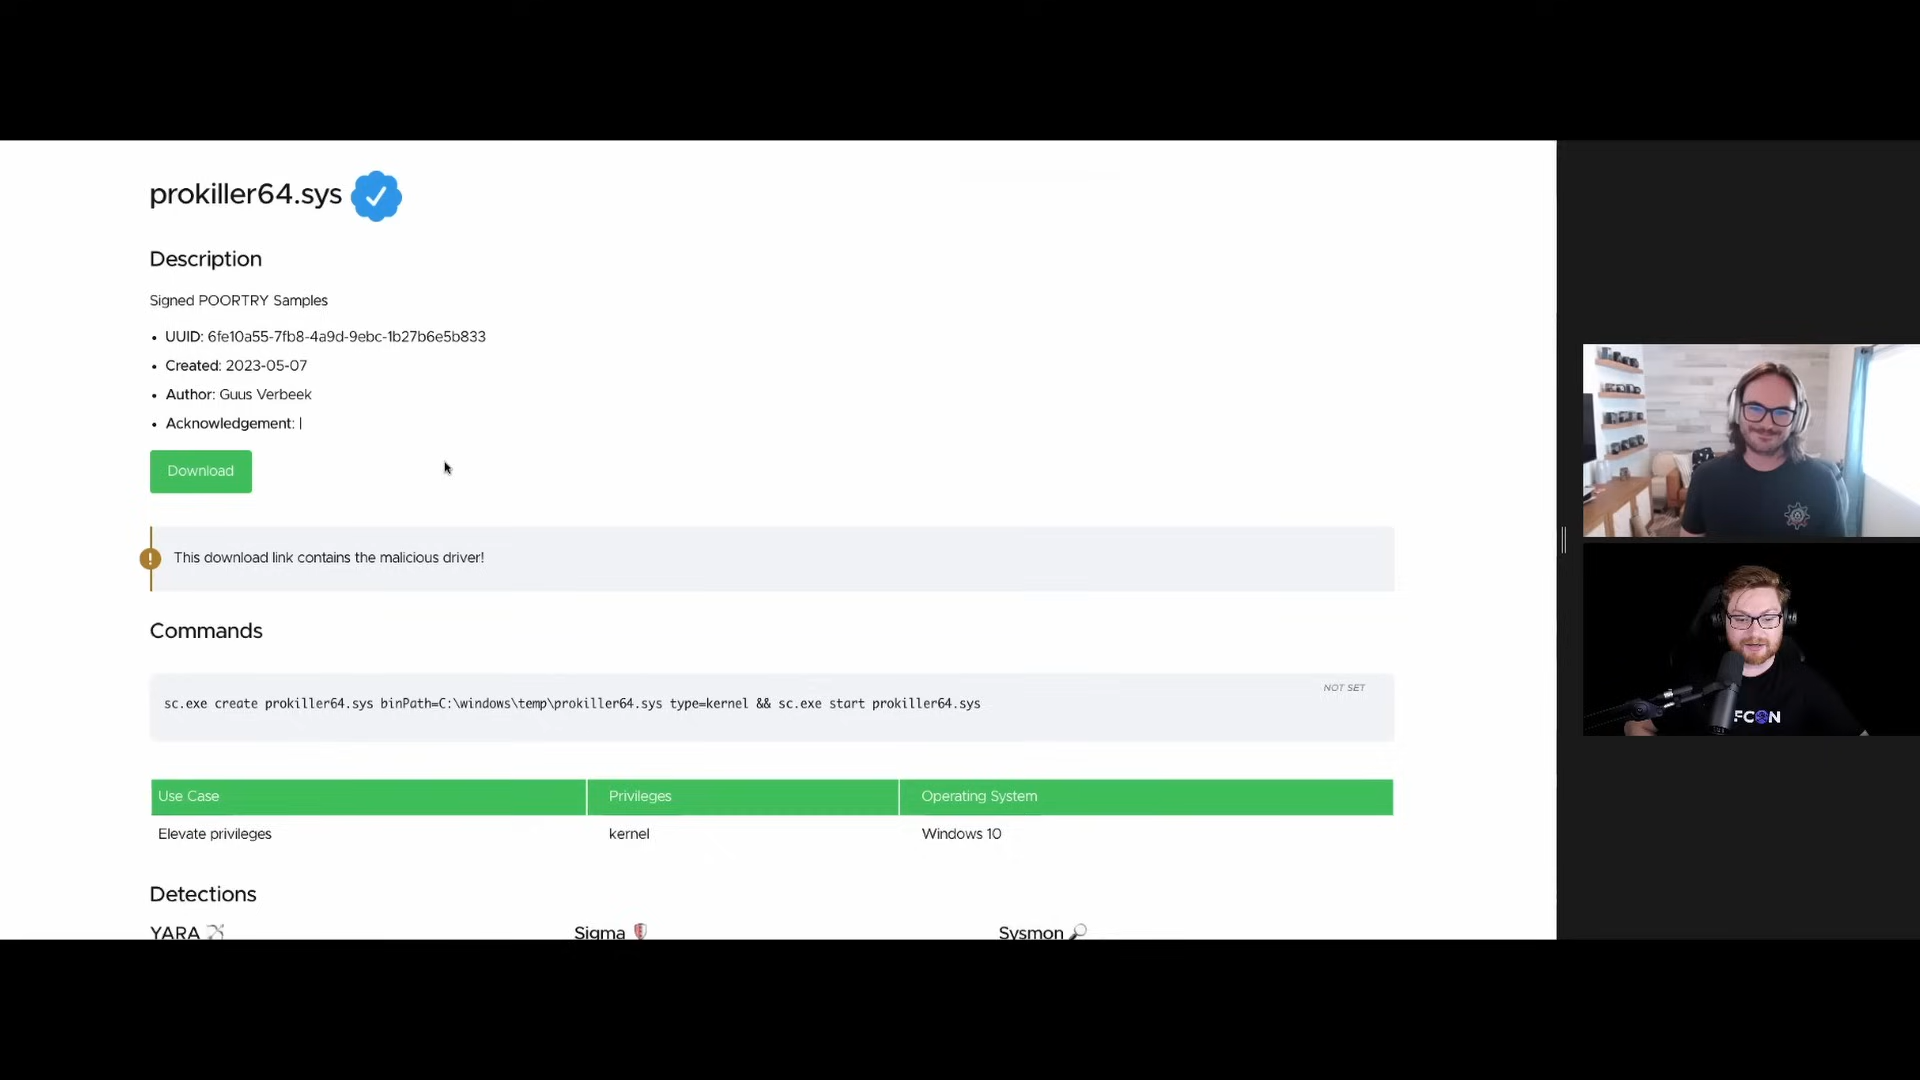 prokiller64.sys
Description
Signed POORTRY Samples
• UUID: 6fe10a55-7fb8-4a9d-9ebc-1b27b6e5b833
• Created: 2023-05-07
• Author: Guus Verbeek
• Acknowledgement: |
Download
This download link contains the malicious driver!
Commands
NOT SET
sc.exe create prokiller64.sys binPath=C:\windows\temp\prokiller64.sys type=kernel && sc.exe start prokiller64.sys
Use Case Privileges Operating System
Elevate privileges kernel Windows 10
Detections
YARA Sigma Sysmon
FCON